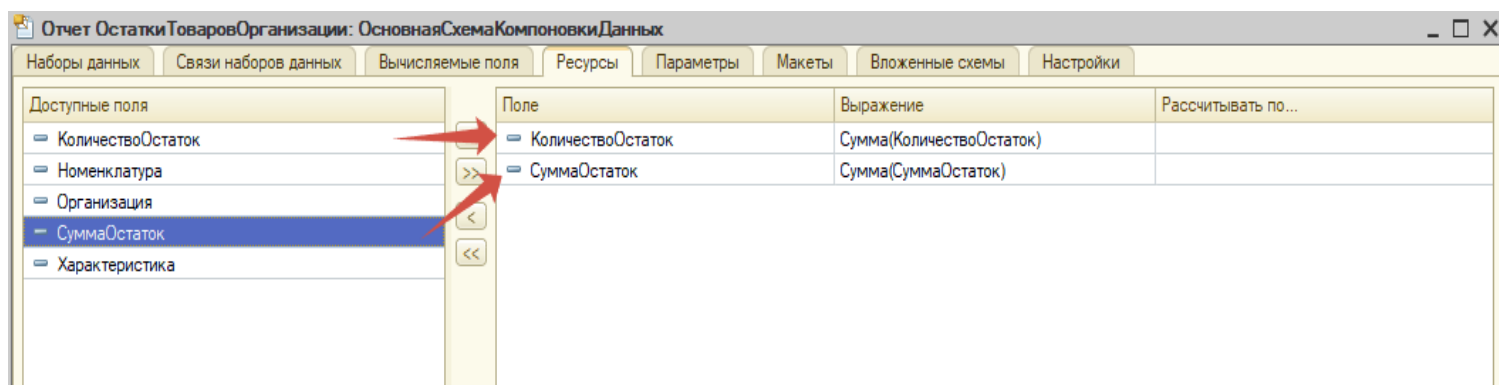 Отчет ОстаткиТоваровОрганизации: ОсновнаяСхемаКомпоновкиДанных
Наборы данных Связи наборов данных Вычисляемые поля Ресурсы Параметры Макеты Вложенные схемы Настройки
Доступные поля Поле Выражение Рассчитывать по...
КоличествоОстаток КоличествоОстаток Сумма(КоличествоОстаток)
Номенклатура >> СуммаОстаток Сумма(СуммаОстаток)
Организация <
СуммаОстаток
Характеристика <<